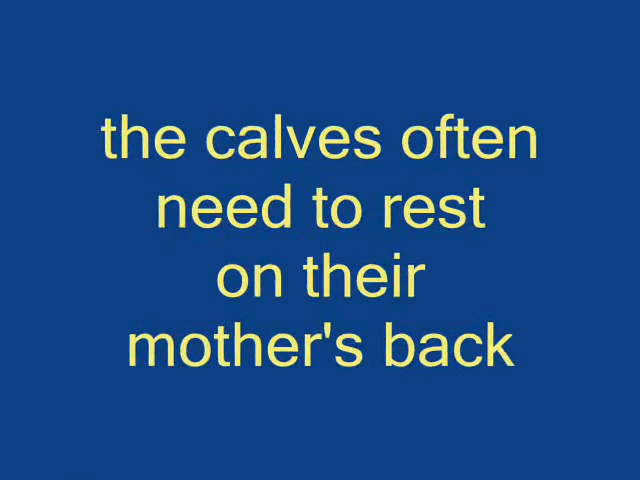 the calves often
need to rest
on their
mother's back